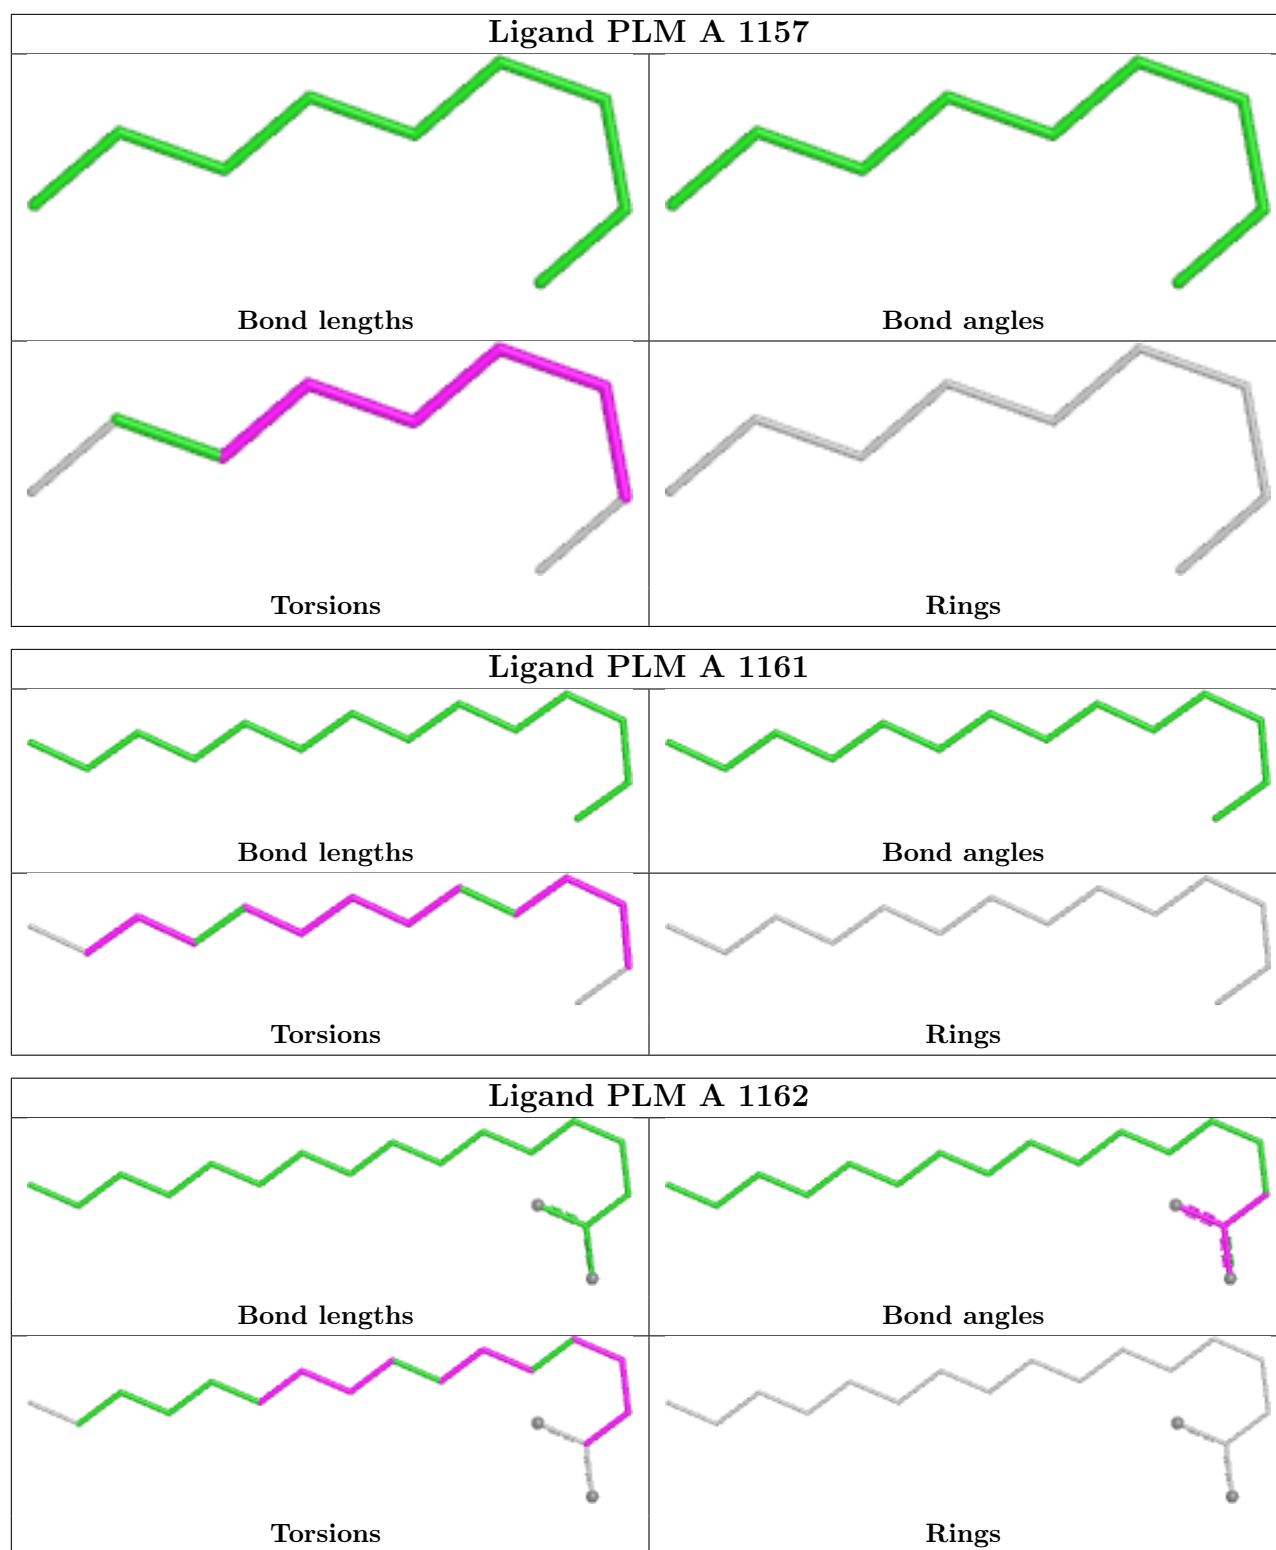 Ligand PLM A 1157
Bond lengths
Bond angles
Torsions
Rings
Ligand PLM A 1161
Bond lengths
Bond angles
Torsions
Rings
Ligand PLM A 1162
Bond lengths
Bond angles
Torsions
Rings